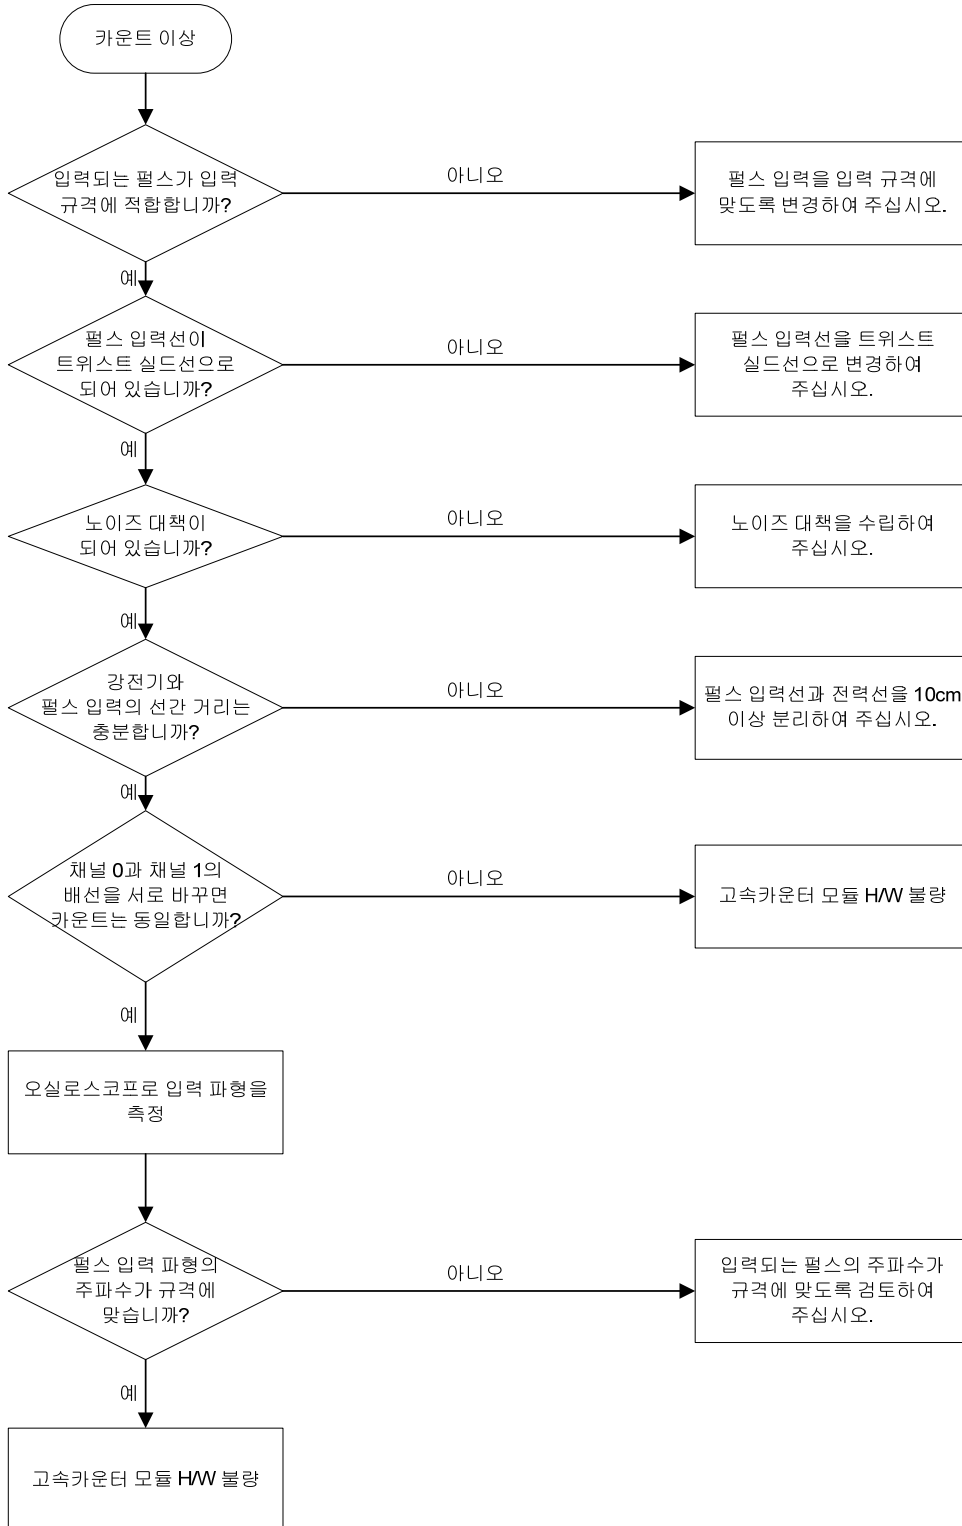 카운트 이상
입력되는 펄스가 입력
규격에 적합합니까?
아니오
펄스 입력을 입력 규격에
맞도록 변경하여 주십시오.
예
펄스 입력선이
트위스트 실드선으로
되어 있습니까?
아니오
펄스 입력선을 트위스트
실드선으로 변경하여
주십시오.
예
노이즈 대책이
되어 있습니까?
아니오
노이즈 대책을 수립하여
주십시오.
예
강전기와
펄스 입력의 선간 거리는
충분합니까?
아니오
펄스 입력선과 전력선을 10cm
이상 분리하여 주십시오.
예
채널 0과 채널 1의
배선을 서로 바꾸면
카운트는 동일합니까?
아니오
고속카운터 모듈 H/W 불량
예
오실로스코프로 입력 파형을
측정
펄스 입력 파형의
주파수가 규격에
맞습니까?
아니오
입력되는 펄스의 주파수가
규격에 맞도록 검토하여
주십시오.
예
고속카운터 모듈 H/W 불량